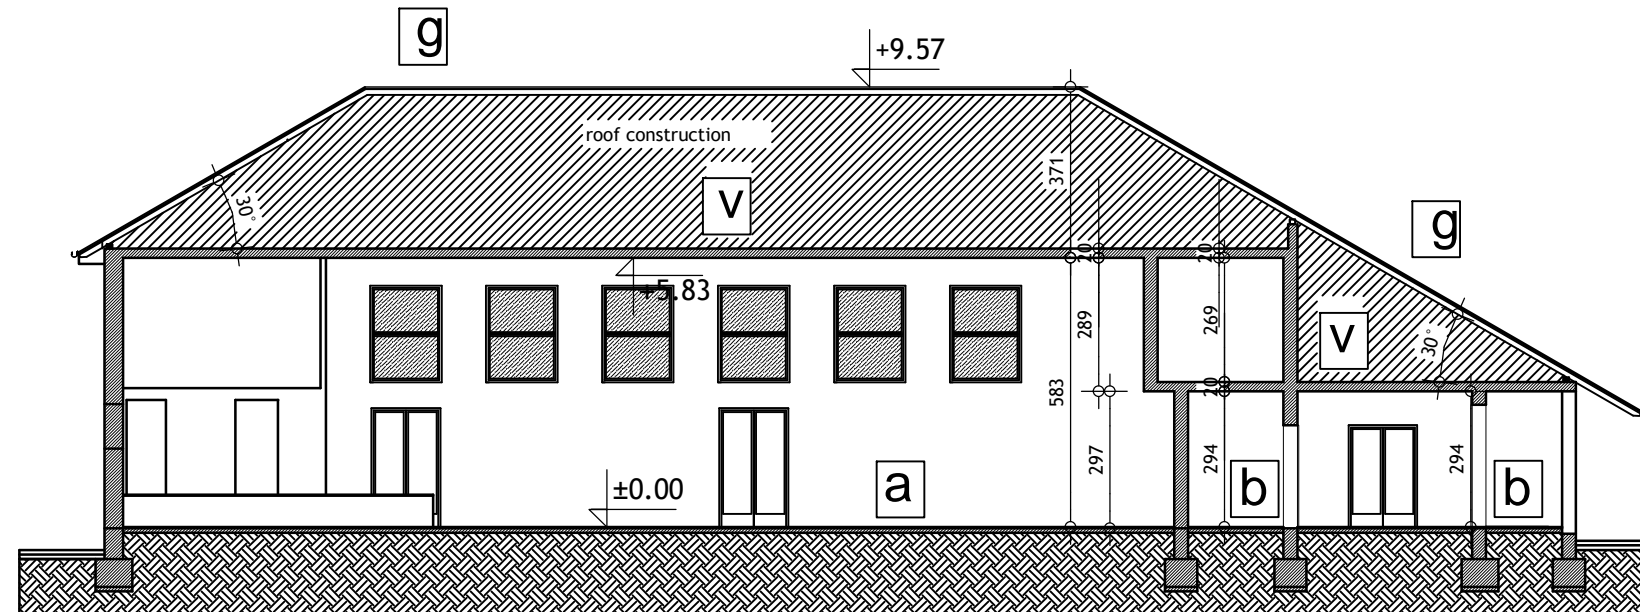 g
+9.57
roof construction
371
30°
v
g
20
20
+5.83
289
269
v
30°
583
20
297
294
294
±0.00
a
b
b